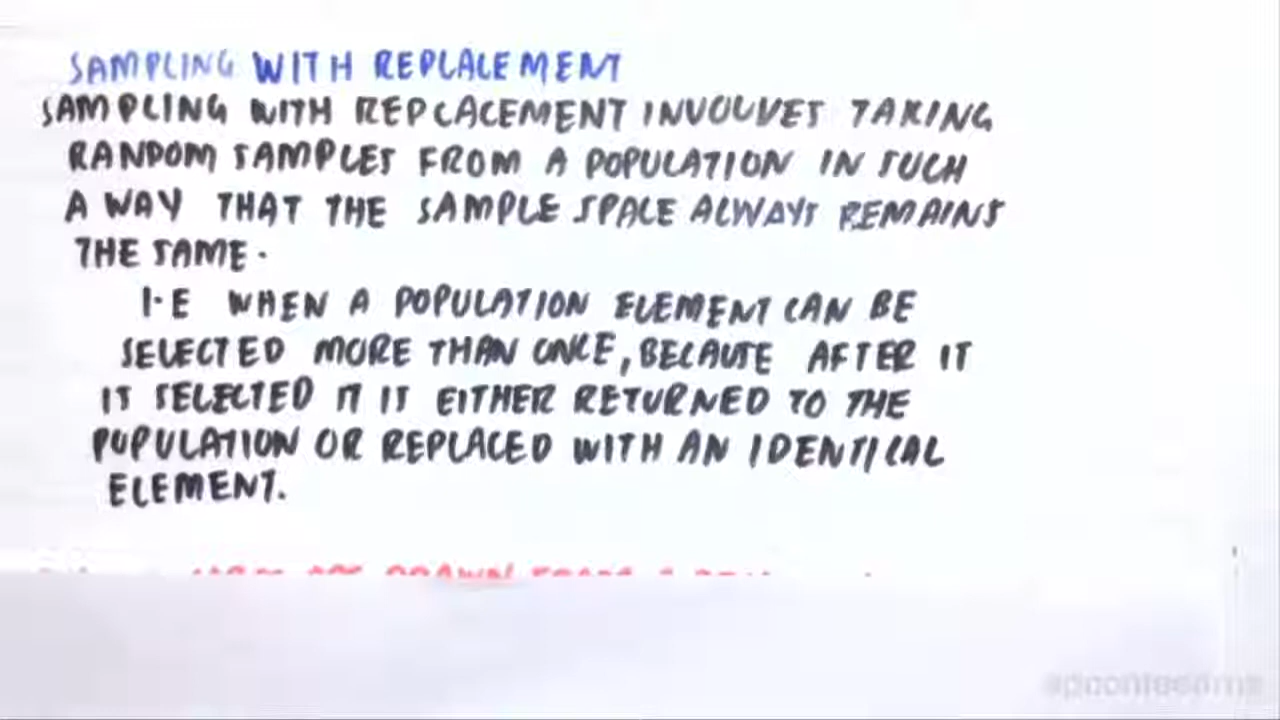 SAMPLING WITH REPLACEMENT
SAMPLING WITH REPLACEMENT INVOLVES TAKING
RANDOM SAMPLES FROM A POPULATION IN SUCH
A WAY THAT THE SAMPLE SPACE ALWAYS REMAINS
THE SAME.
I.E WHEN A POPULATION ELEMENT CAN BE
SELECTED MORE THAN ONCE, BECAUSE AFTER IT
IS SELECTED IT IS EITHER RETURNED TO THE
POPULATION OR REPLACED WITH AN IDENTICAL
ELEMENT.
DRAWN